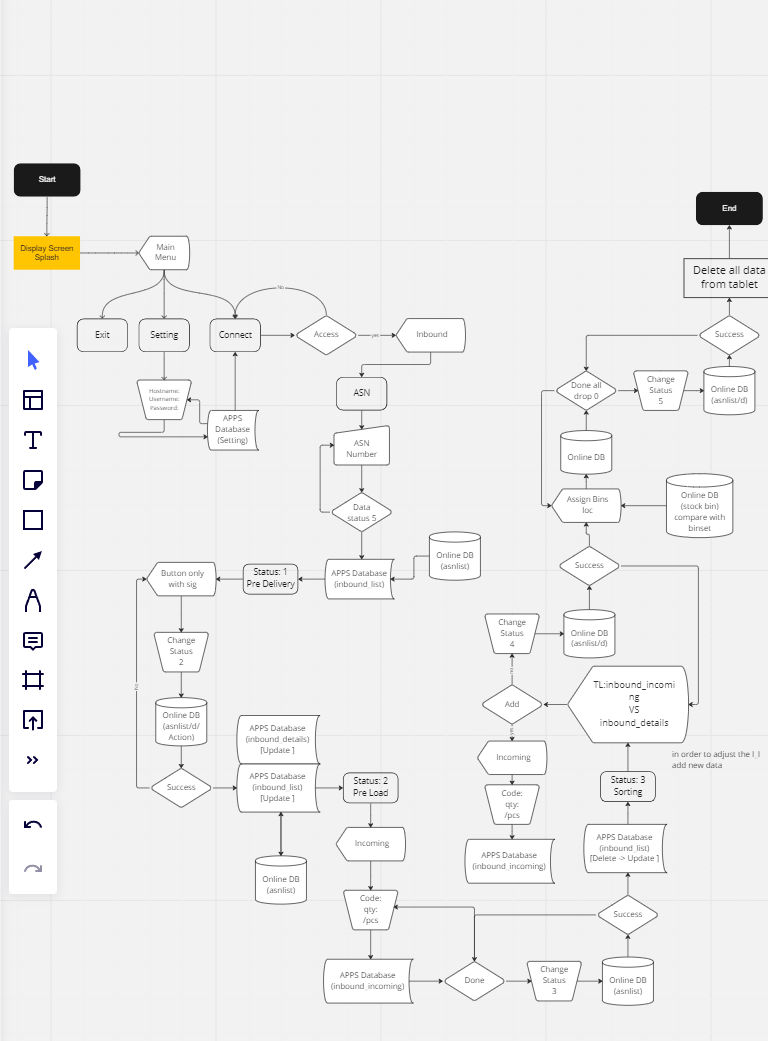 Start
End
Display Screen
Splash
Main
Menu
Delete all data
from tablet
No
Exit
Setting
Connect
Access
yes
Inbound
Success
Hostname:
Username:
Password:
APPS
Database
(Setting)
ASN
Done all
drop 0
Change
Status
5
Online DB
(asnlist/d)
ASN
Number
Online DB
Data
status 5
Assign Bins
loc
Online DB
(stock bin)
compare with
binset
Button only
with sig
Status: 1
Pre Delivery
APPS Database
(inbound_list)
Online DB
(asnlist)
Success
Change
Status
2
Change
Status
4
Online DB
(asnlist/d)
Online DB
(asnlist/d/
Action)
Add
TL:inbound_incomi
ng
VS
inbound_details
APPS Database
(inbound_details)
[Update ]
yes
Incoming
in order to adjust the I_I
add new data
Success
APPS Database
(inbound_list)
[Update ]
Status: 2
Pre Load
Code:
qty:
/pcs
Status: 3
Sorting
Incoming
APPS Database
(inbound_incoming)
APPS Database
(inbound_list)
[Delete -> Update ]
Online DB
(asnlist)
Code:
qty:
/pcs
Success
APPS Database
(inbound_incoming)
Done
Change
Status
3
Online DB
(asnlist)